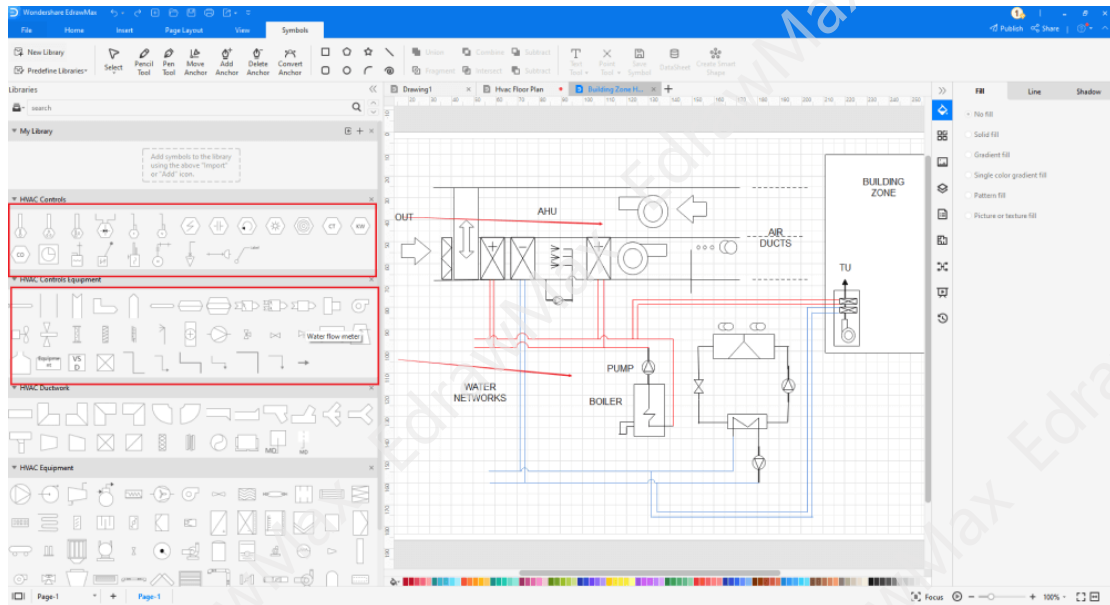 Wondershare EdrawMax
File Home Insert Page Layout View Symbols
Publish Share
New Library
Predefine Libraries
Select
Pencil Tool
Pen Tool
Move Anchor
Add Anchor
Delete Anchor
Convert Anchor
Union Combine Subtract
Fragment Intersect Subtract
Text Tool
Point Tool
Save Symbol
DataSheet
Create Smart Shape
Libraries
search
My Library
Add symbols to the library
using the above "Import"
or "Add" icon.
HVAC Controls
CT
KW
CO
HVAC Controls Equipment
Water flow meter
VS
D
HVAC Ductwork
MD
MD
HVAC Equipment
Drawing1
Hvac Floor Plan
Building Zone H...
OUT
AHU
AIR
DUCTS
BUILDING
ZONE
TU
PUMP
WATER
NETWORKS
BOILER
Fill Line Shadow
No fill
Solid fill
Gradient fill
Single color gradient fill
Pattern fill
Picture or texture fill
Page-1
Page-1
Focus
100%
EdrawMax